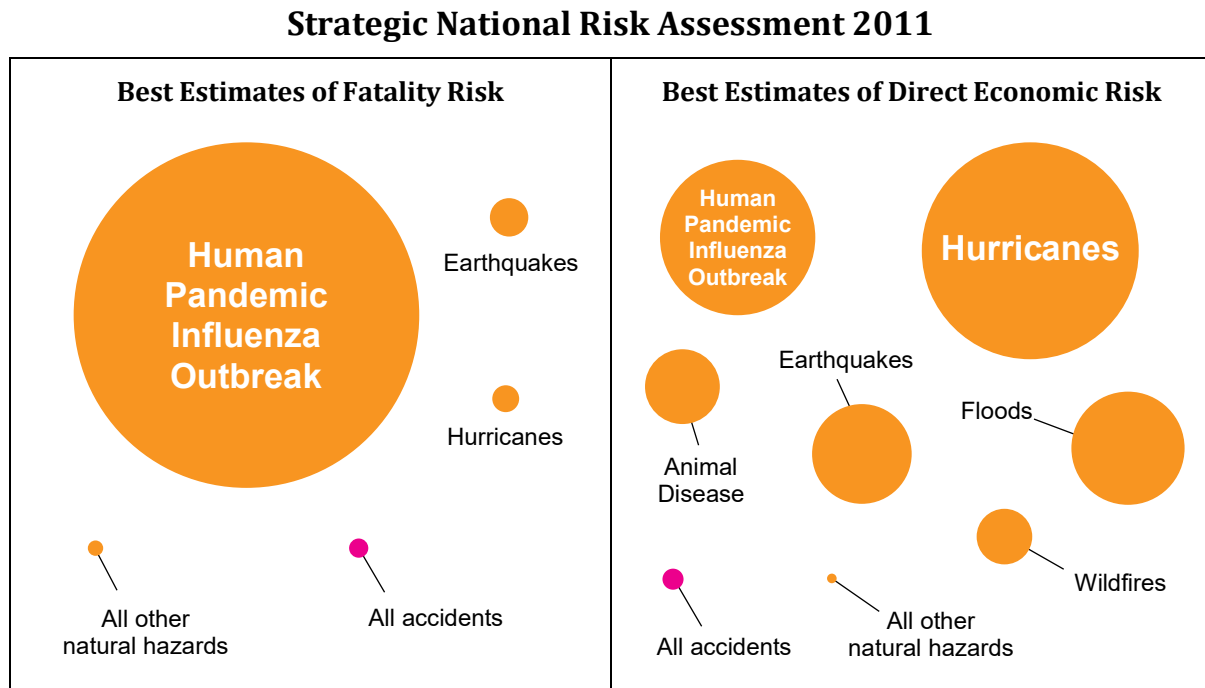 Strategic National Risk Assessment 2011
Best Estimates of Fatality Risk
Human
Pandemic
Influenza
Outbreak
Earthquakes
Hurricanes
All other
natural hazards
All accidents
Best Estimates of Direct Economic Risk
Human
Pandemic
Influenza
Outbreak
Hurricanes
Earthquakes
Floods
Animal
Disease
Wildfires
All accidents
All other
natural hazards